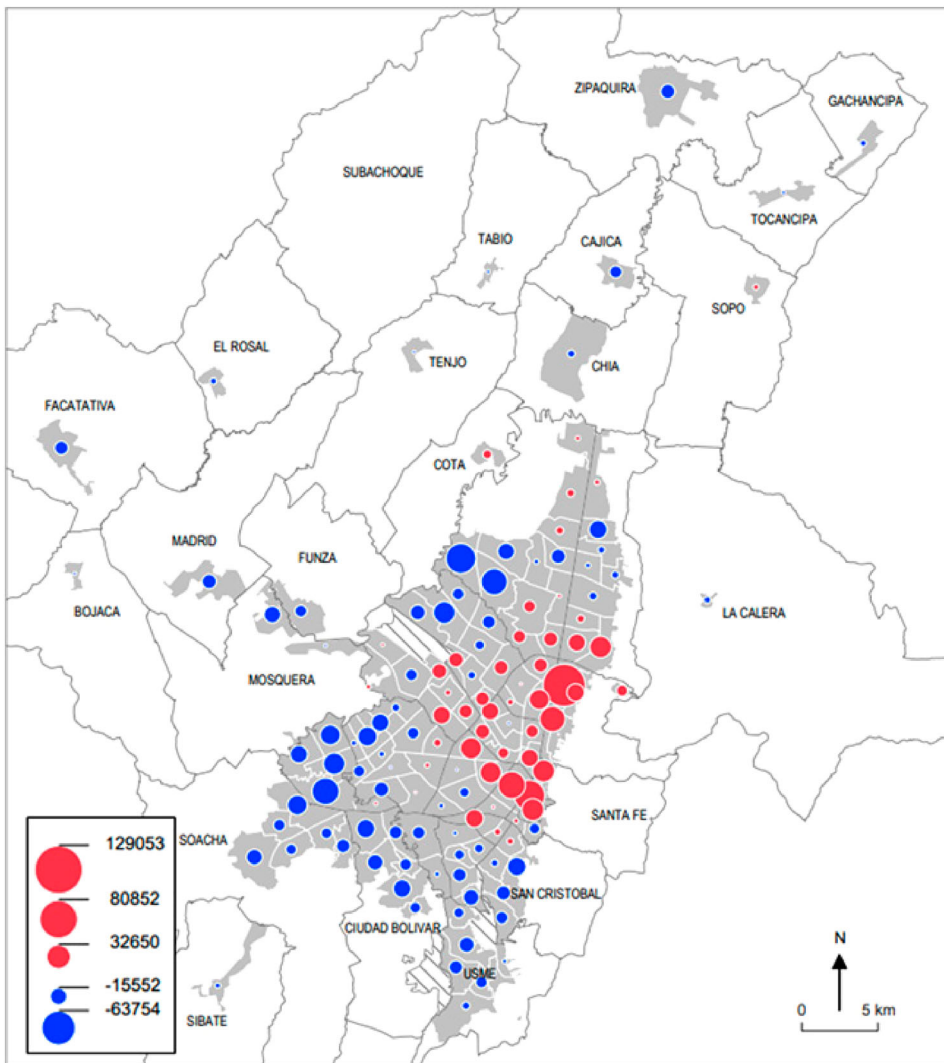 ZIPAQUIRA
GACHANCIPA
SUBACHOQUE
TOCANCIPA
TABIO
CAJICA
SOPO
EL ROSAL
TENJO
CHIA
FACATATIVA
COTA
MADRID
FUNZA
BOJACA
LA CALERA
MOSQUERA
SANTA FE
SOACHA
129053
80852
32650
-15552
-63754
SAN CRISTOBAL
CIUDAD BOLIVAR
USME
SIBATE
N
0 5 km